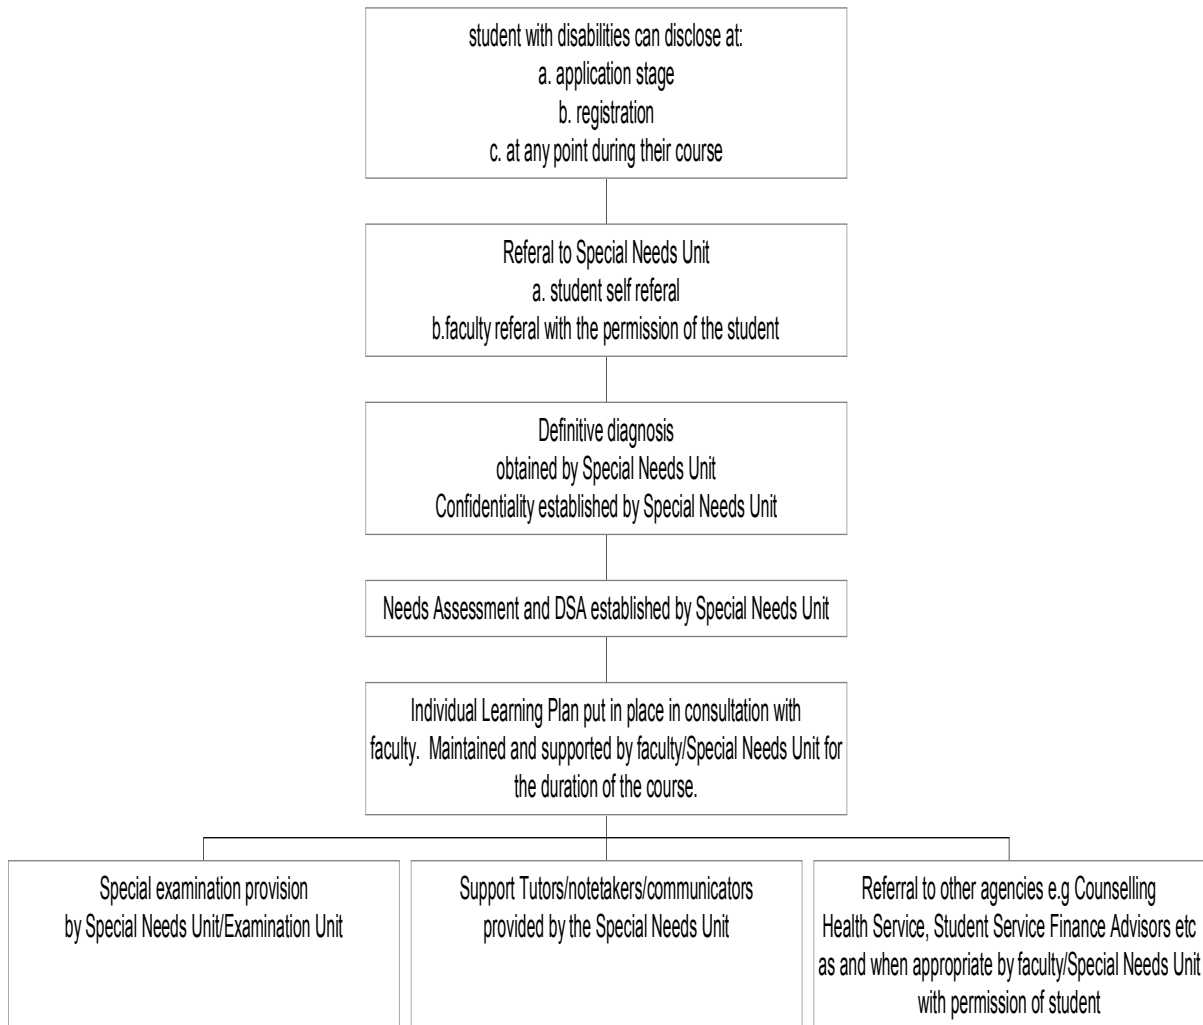 student with disabilities can disclose at:
a. application stage
b. registration
c. at any point during their course
Referal to Special Needs Unit
a. student self referal
b.faculty referal with the permission of the student
Definitive diagnosis
obtained by Special Needs Unit
Confidentiality established by Special Needs Unit
Needs Assessment and DSA established by Special Needs Unit
Individual Learning Plan put in place in consultation with
faculty.  Maintained and supported by faculty/Special Needs Unit for
the duration of the course.
Special examination provision
by Special Needs Unit/Examination Unit
Support Tutors/notetakers/communicators
provided by the Special Needs Unit
Referral to other agencies e.g Counselling
Health Service, Student Service Finance Advisors etc
as and when appropriate by faculty/Special Needs Unit
with permission of student